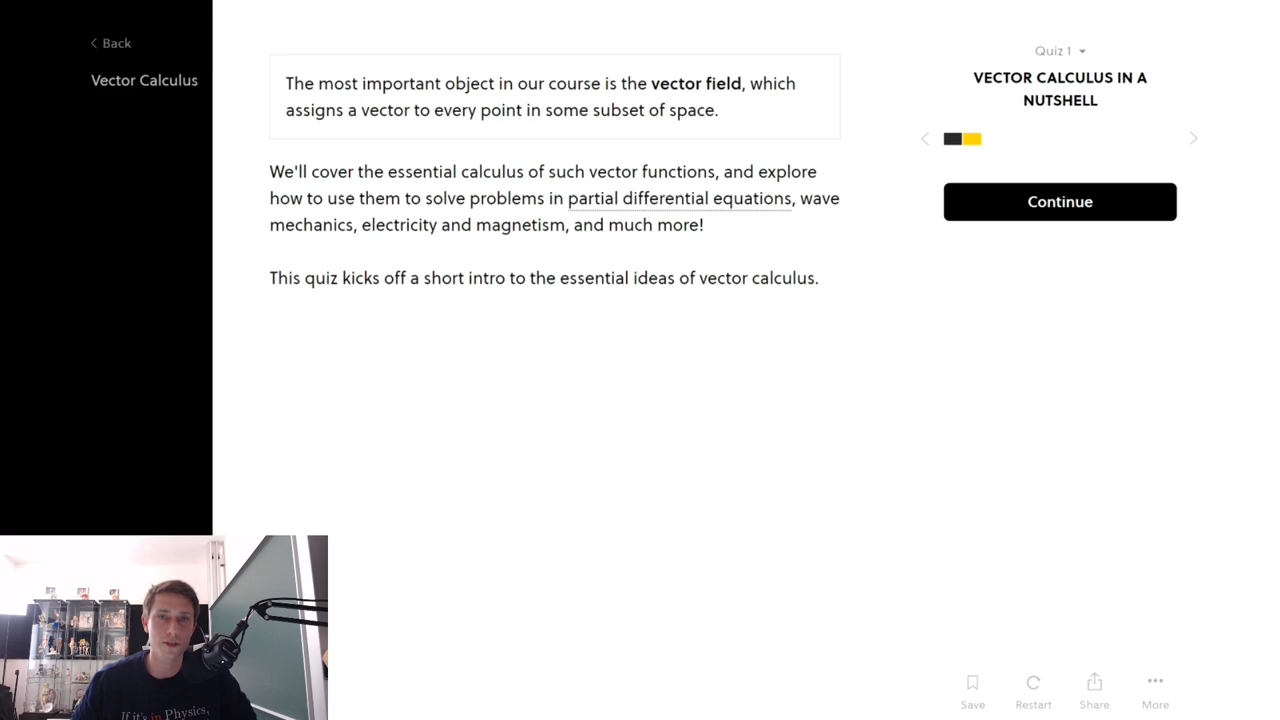 Back
Vector Calculus
The most important object in our course is the vector field, which
assigns a vector to every point in some subset of space.
We'll cover the essential calculus of such vector functions, and explore
how to use them to solve problems in partial differential equations, wave
mechanics, electricity and magnetism, and much more!
This quiz kicks off a short intro to the essential ideas of vector calculus.
Quiz 1
VECTOR CALCULUS IN A
NUTSHELL
Continue
If it's in Physics,
Save
Restart
Share
More